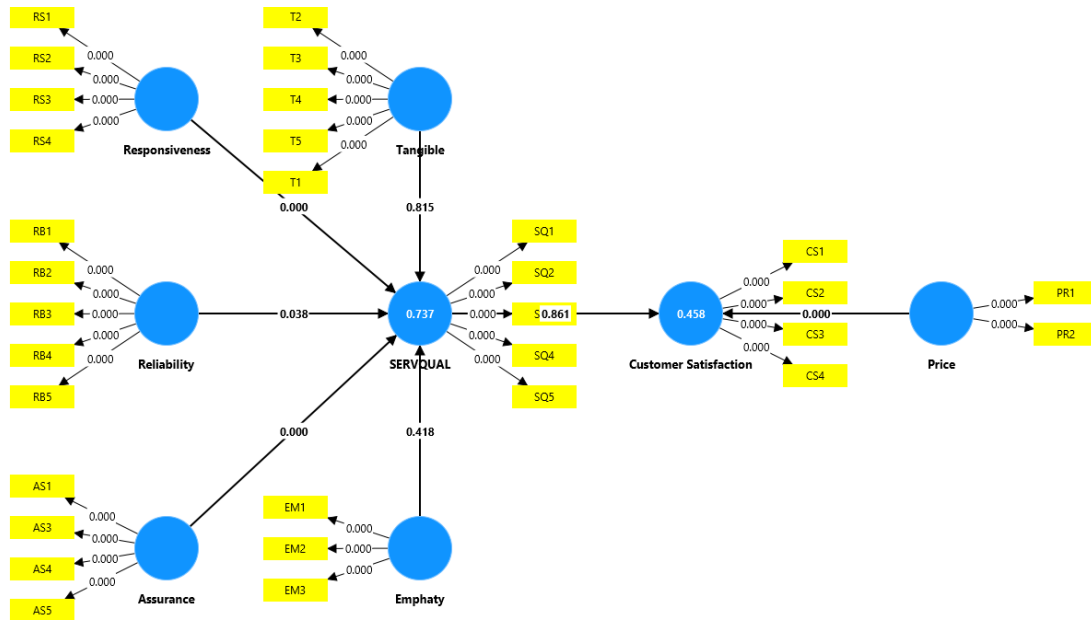 RS1
0.000
RS2
0.000
RS3
0.000
RS4
0.000
Responsiveness
T2
0.000
T3
0.000
T4
0.000
T5
0.000
T1
0.000
Tangible
0.000
0.815
RB1
0.000
RB2
0.000
RB3
0.000
RB4
0.000
RB5
0.000
Reliability
0.038
0.737
SERVQUAL
SQ1
0.000
SQ2
0.000
0.000
S
0.861
SQ4
0.000
SQ5
0.000
0.458
Customer Satisfaction
CS1
0.000
CS2
0.000
CS3
0.000
CS4
0.000
0.000
Price
PR1
0.000
PR2
0.000
0.000
0.418
AS1
0.000
AS3
0.000
AS4
0.000
AS5
0.000
Assurance
EM1
0.000
EM2
0.000
EM3
0.000
Emphaty